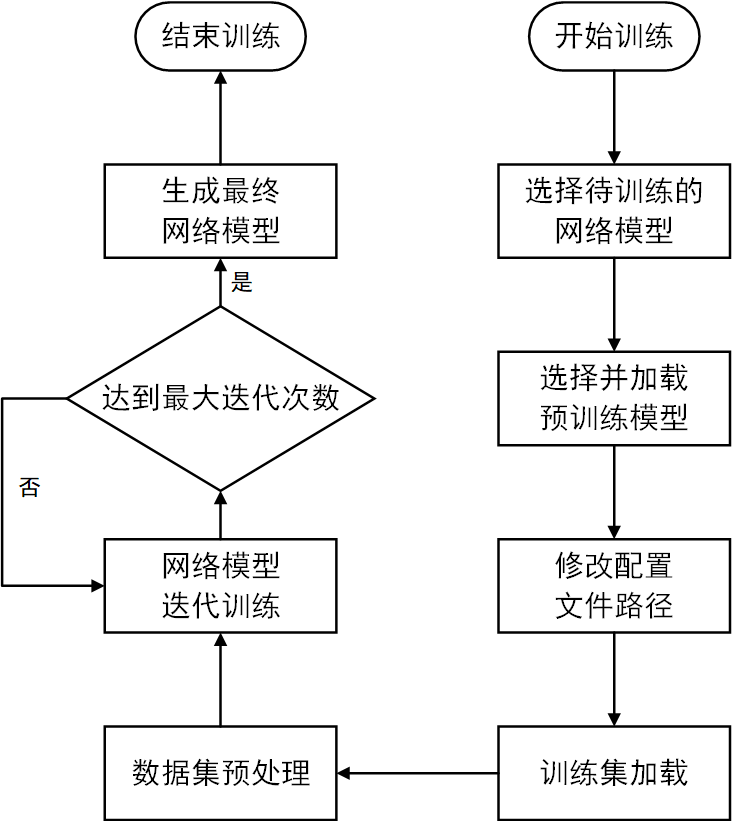 开始训练
选择待训练的
网络模型
选择并加载
预训练模型
修改配置
文件路径
训练集加载
数据集预处理
网络模型
迭代训练
达到最大迭代次数
否
是
生成最终
网络模型
结束训练